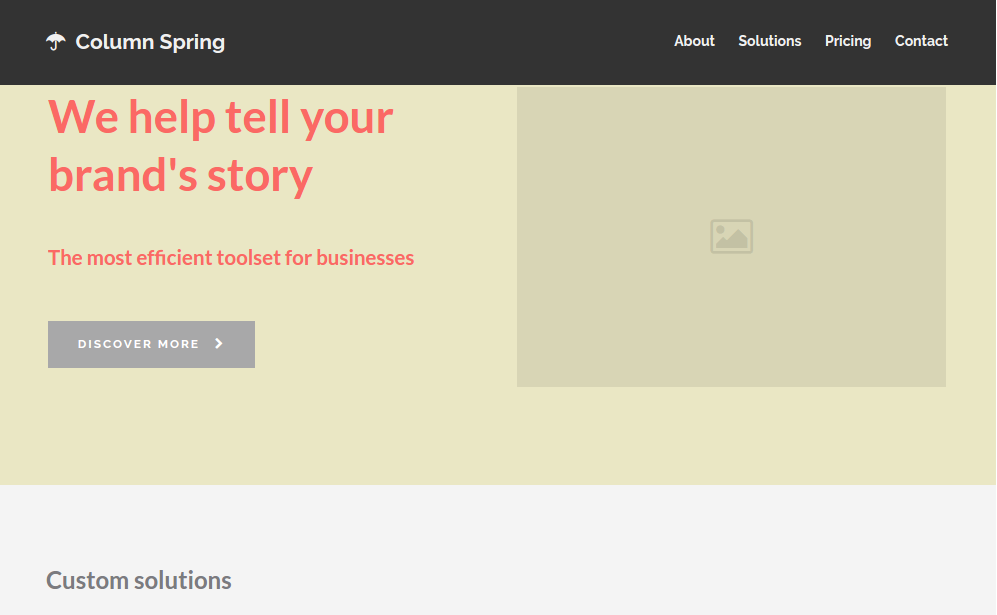 Column Spring
About Solutions Pricing Contact
We help tell your
brand's story
The most efficient toolset for businesses
DISCOVER MORE
Custom solutions